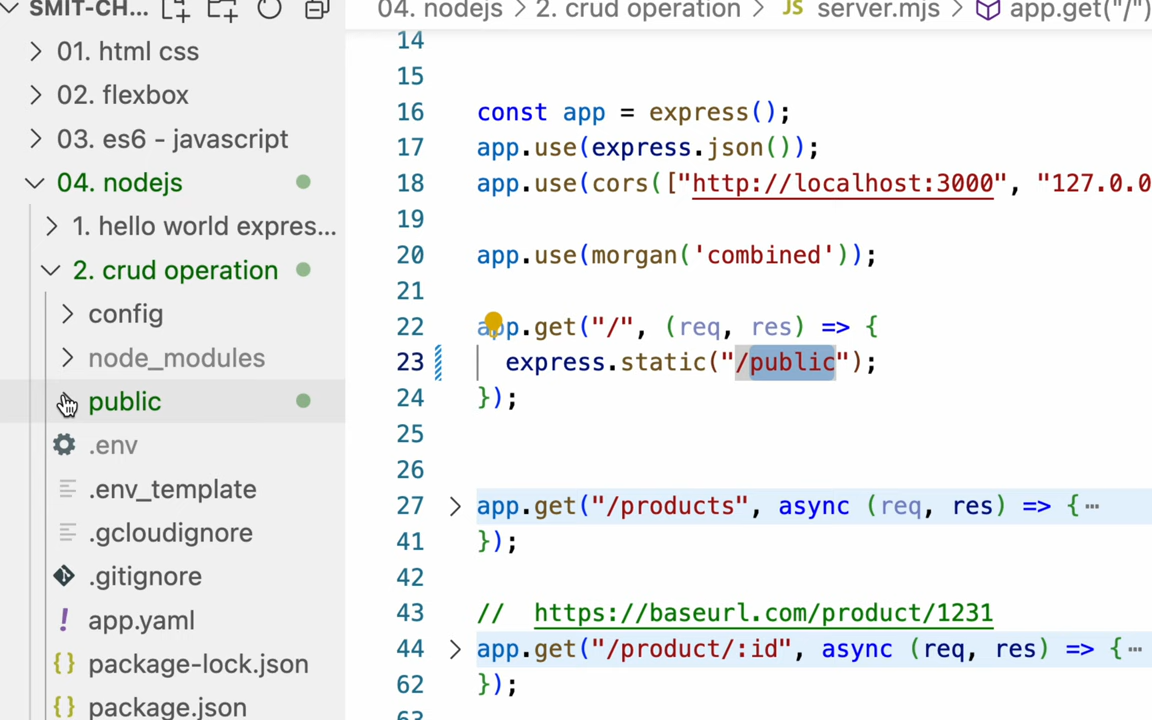 SMIT-CH...
01. html css
02. flexbox
03. es6 - javascript
04. nodejs
1. hello world expres...
2. crud operation
config
node_modules
public
.env
.env_template
.gcloudignore
.gitignore
! app.yaml
{} package-lock.json
{} package.json
04. nodejs > 2. crud operation > JS server.mjs > app.get("/")
14
15
16 const app = express();
17 app.use(express.json());
18 app.use(cors(["http://localhost:3000", "127.0.0
19
20 app.use(morgan('combined'));
21
22 app.get("/", (req, res) => {
23 express.static("/public");
24 });
25
26
27 app.get("/products", async (req, res) => {⋯
41 });
42
43 // https://baseurl.com/product/1231
44 app.get("/product/:id", async (req, res) => {⋯
62 });
63